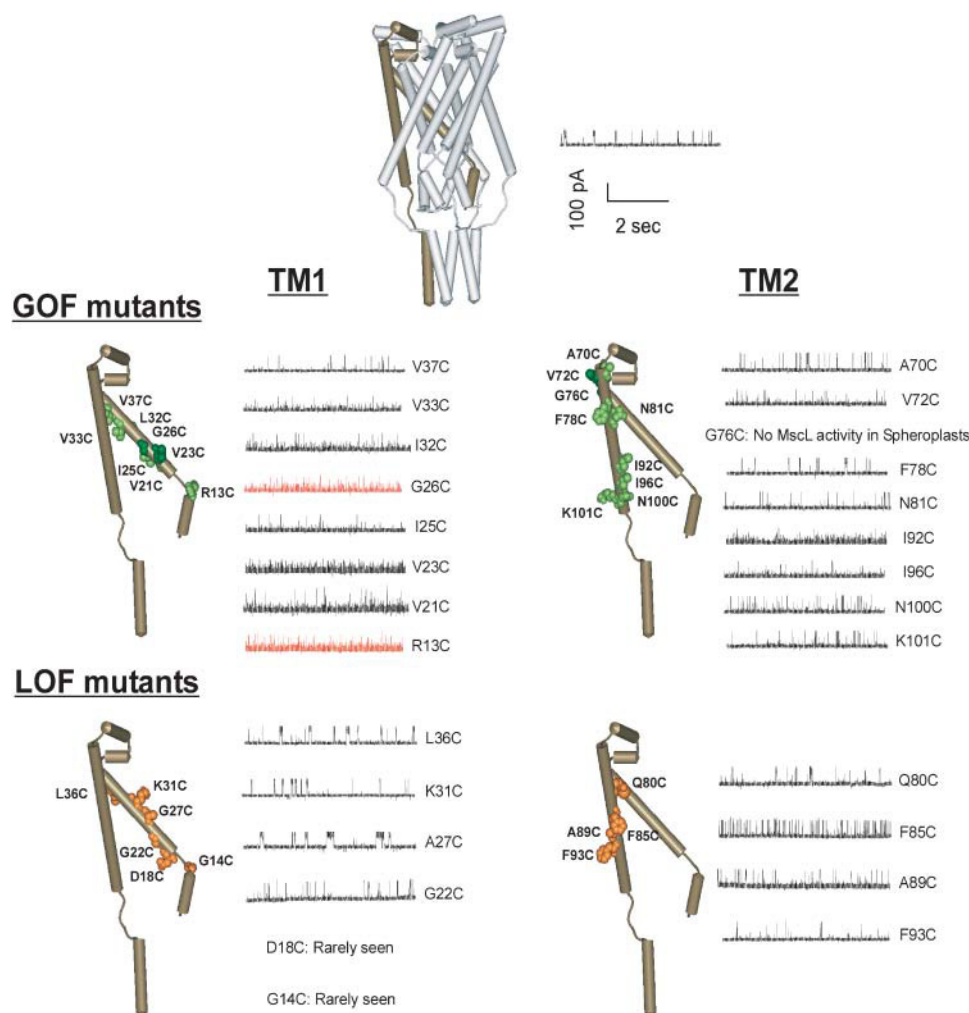 100 pA
2 sec
TM1
TM2
GOF mutants
V37C
L32C
G26C
V33C
V23C
I25C
V21C
R13C
V37C
V33C
I32C
G26C
I25C
V23C
V21C
R13C
A70C
V72C
G76C
F78C
N81C
I92C
I96C
N100C
K101C
A70C
V72C
G76C: No MscL activity in Spheroplasts
F78C
N81C
I92C
I96C
N100C
K101C
LOF mutants
L36C
K31C
G27C
G22C
G14C
D18C
L36C
K31C
A27C
G22C
D18C: Rarely seen
G14C: Rarely seen
Q80C
A89C
F85C
F93C
Q80C
F85C
A89C
F93C